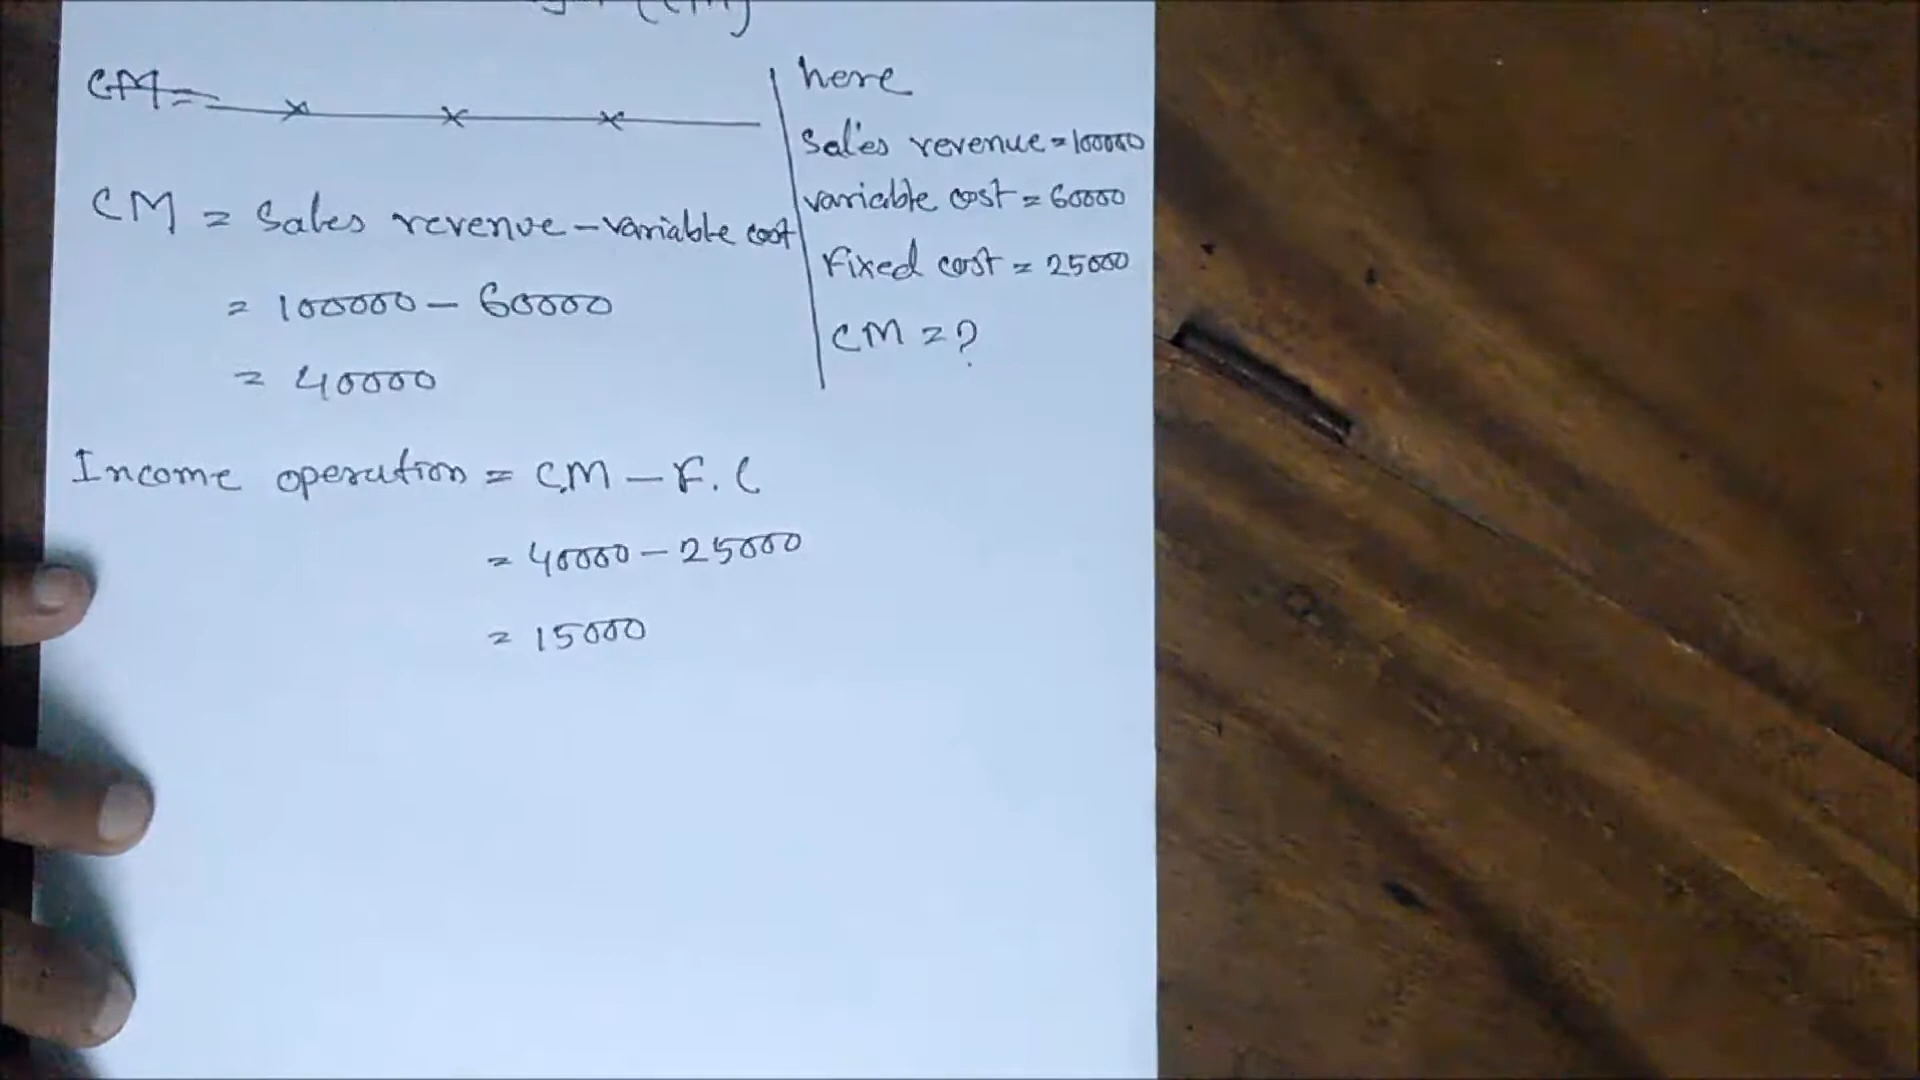 (CM)
CM =
CM = Sales revenue - variable cost
= 100000 - 60000
= 40000
Income operation = CM - F.C
= 40000 - 25000
= 15000
here
Sales revenue = 100000
variable cost = 60000
Fixed cost = 25000
CM = ?